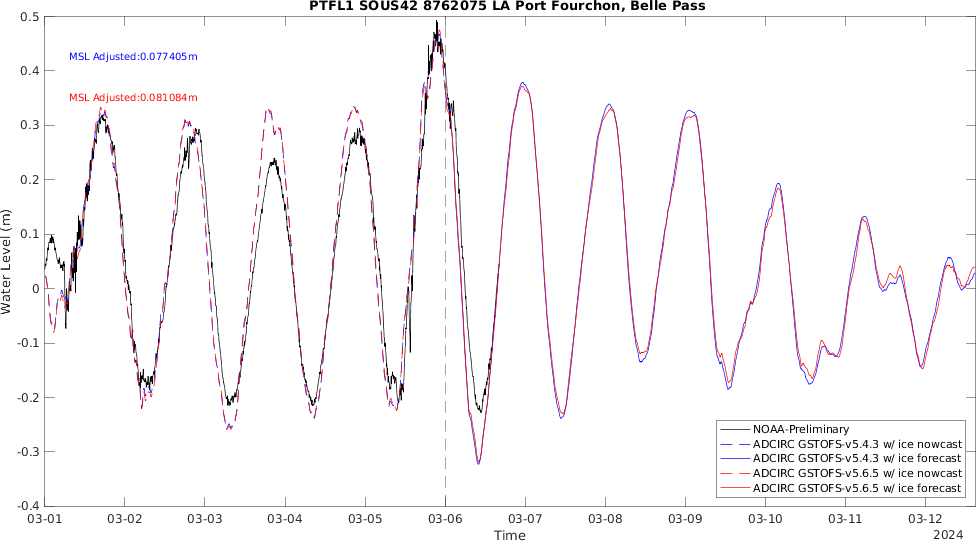 PTFL1 SOUS42 8762075 LA Port Fourchon, Belle Pass
MSL Adjusted:0.077405m
MSL Adjusted:0.081084m
Water Level (m)
0.5
0.4
0.3
0.2
0.1
0
-0.1
-0.2
-0.3
-0.4
NOAA-Preliminary
ADCIRC GSTOFS-v5.4.3 w/ ice nowcast
ADCIRC GSTOFS-v5.4.3 w/ ice forecast
ADCIRC GSTOFS-v5.6.5 w/ ice nowcast
ADCIRC GSTOFS-v5.6.5 w/ ice forecast
03-01 03-02 03-03 03-04 03-05 03-06 03-07 03-08 03-09 03-10 03-11 03-12
Time
2024